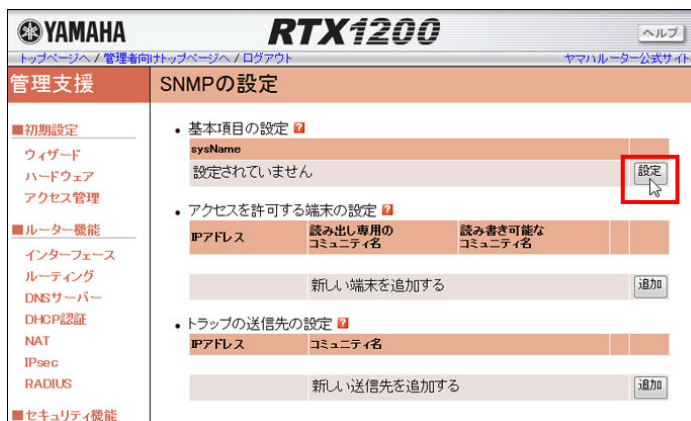 YAMAHA
RTX1200
ヘルプ
トップページへ / 管理者向けトップページへ / ログアウト
ヤマハルーター公式サイト
管理支援
SNMPの設定
■初期設定
ウィザード
ハードウェア
アクセス管理
■ルーター機能
インターフェース
ルーティング
DNSサーバー
DHCP認証
NAT
IPsec
RADIUS
■セキュリティ機能
• 基本項目の設定 ?
sysName
設定されていません
設定
• アクセスを許可する端末の設定 ?
IPアドレス
読み出し専用の
コミュニティ名
読み書き可能な
コミュニティ名
新しい端末を追加する
追加
• トラップの送信先の設定 ?
IPアドレス
コミュニティ名
新しい送信先を追加する
追加